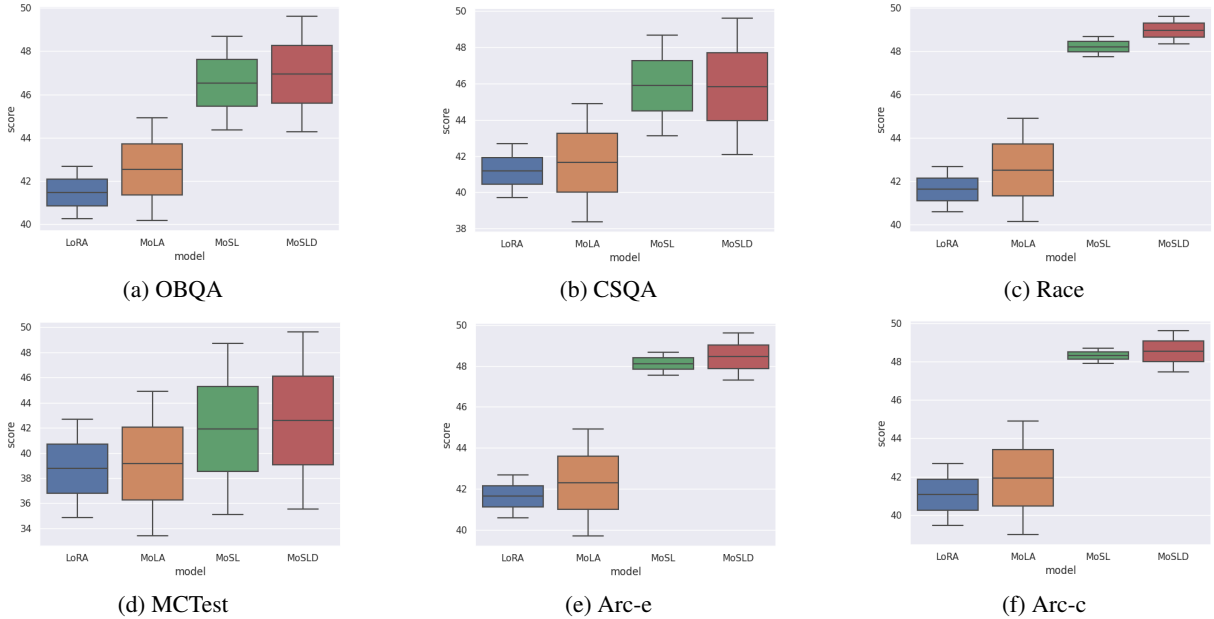 50
48
46
44
42
40
score
LoRA MoLA MoSL MoSLD
model
(a) OBQA
50
48
46
44
42
40
38
score
LoRA MoLA MoSL MoSLD
model
(b) CSQA
50
48
46
44
42
40
score
LoRA MoLA MoSL MoSLD
model
(c) Race
50
48
46
44
42
40
38
36
34
score
LoRA MoLA MoSL MoSLD
model
(d) MCTest
50
48
46
44
42
40
score
LoRA MoLA MoSL MoSLD
model
(e) Arc-e
50
48
46
44
42
40
score
LoRA MoLA MoSL MoSLD
model
(f) Arc-c